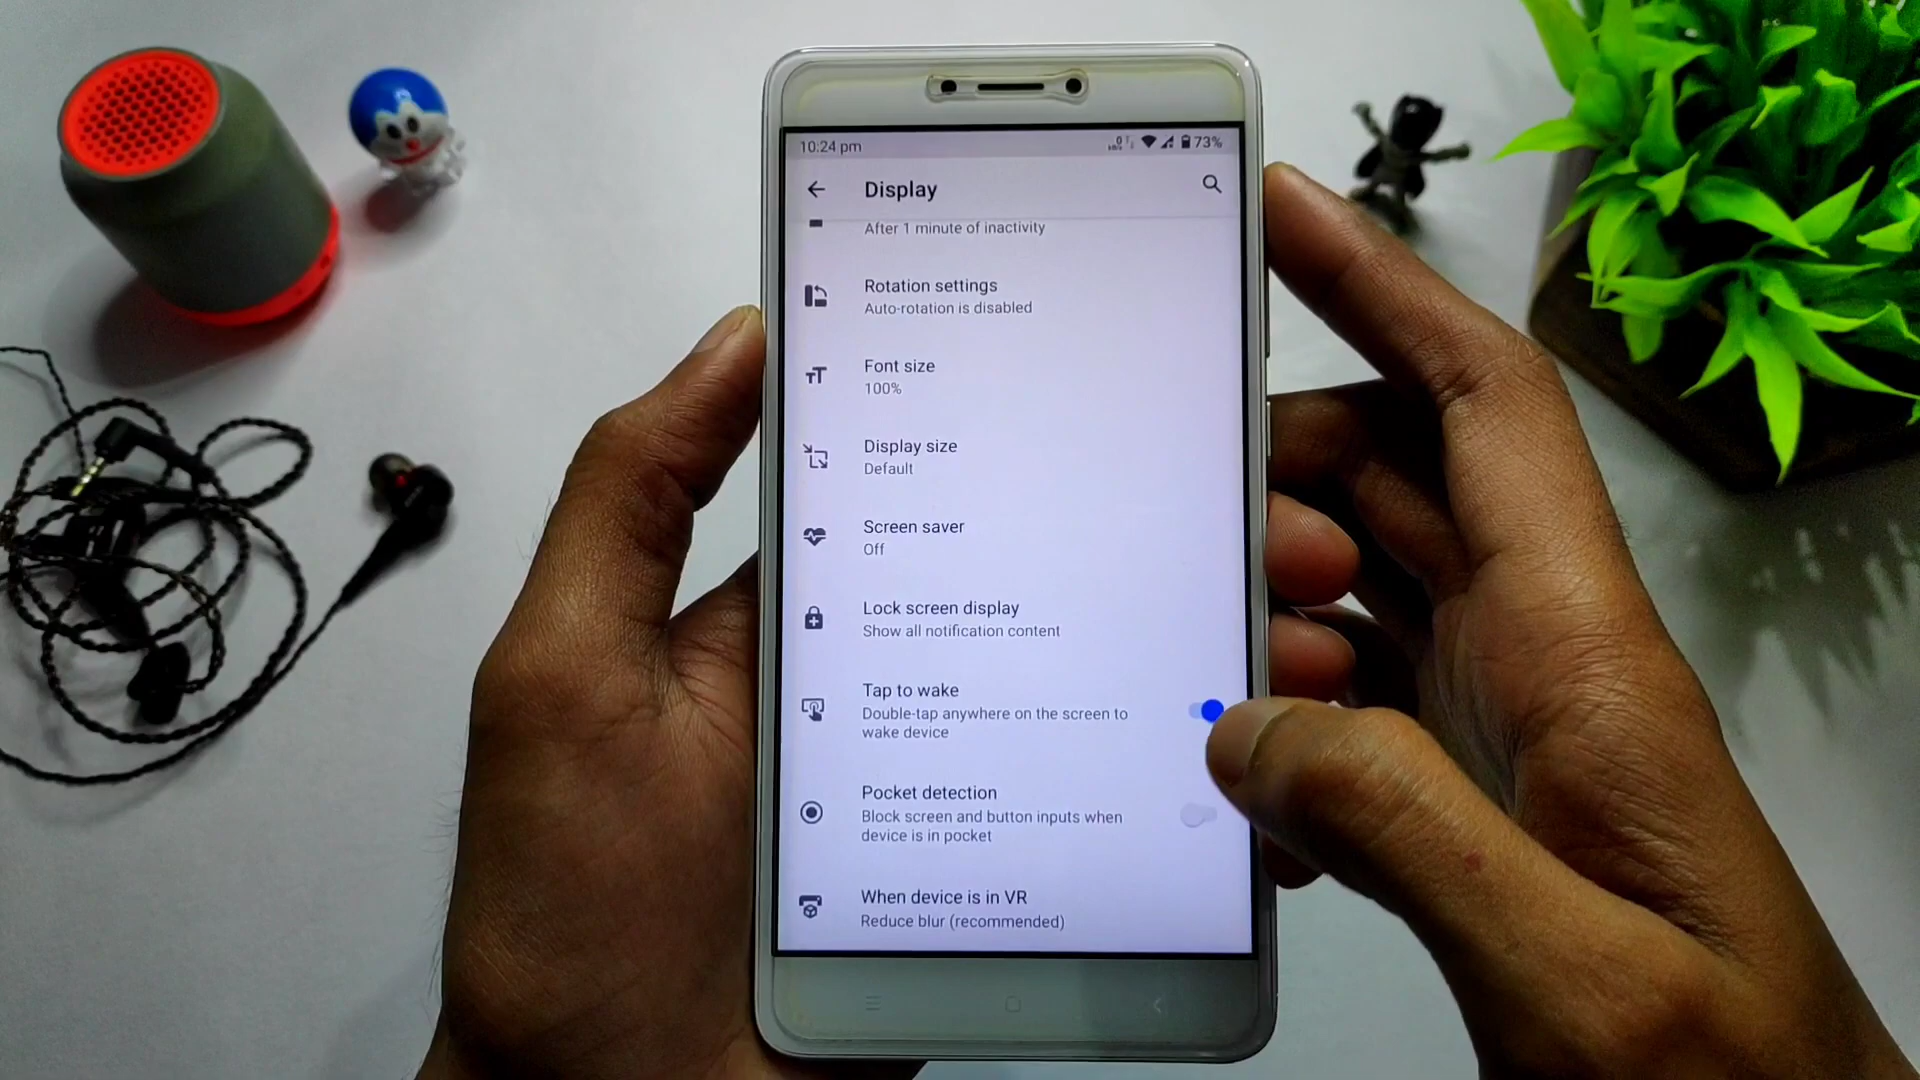 10:24 pm
73%
Display
After 1 minute of inactivity
Rotation settings
Auto-rotation is disabled
Font size
100%
Display size
Default
Screen saver
Off
Lock screen display
Show all notification content
Tap to wake
Double-tap anywhere on the screen to
wake device
Pocket detection
Block screen and button inputs when
device is in pocket
When device is in VR
Reduce blur (recommended)